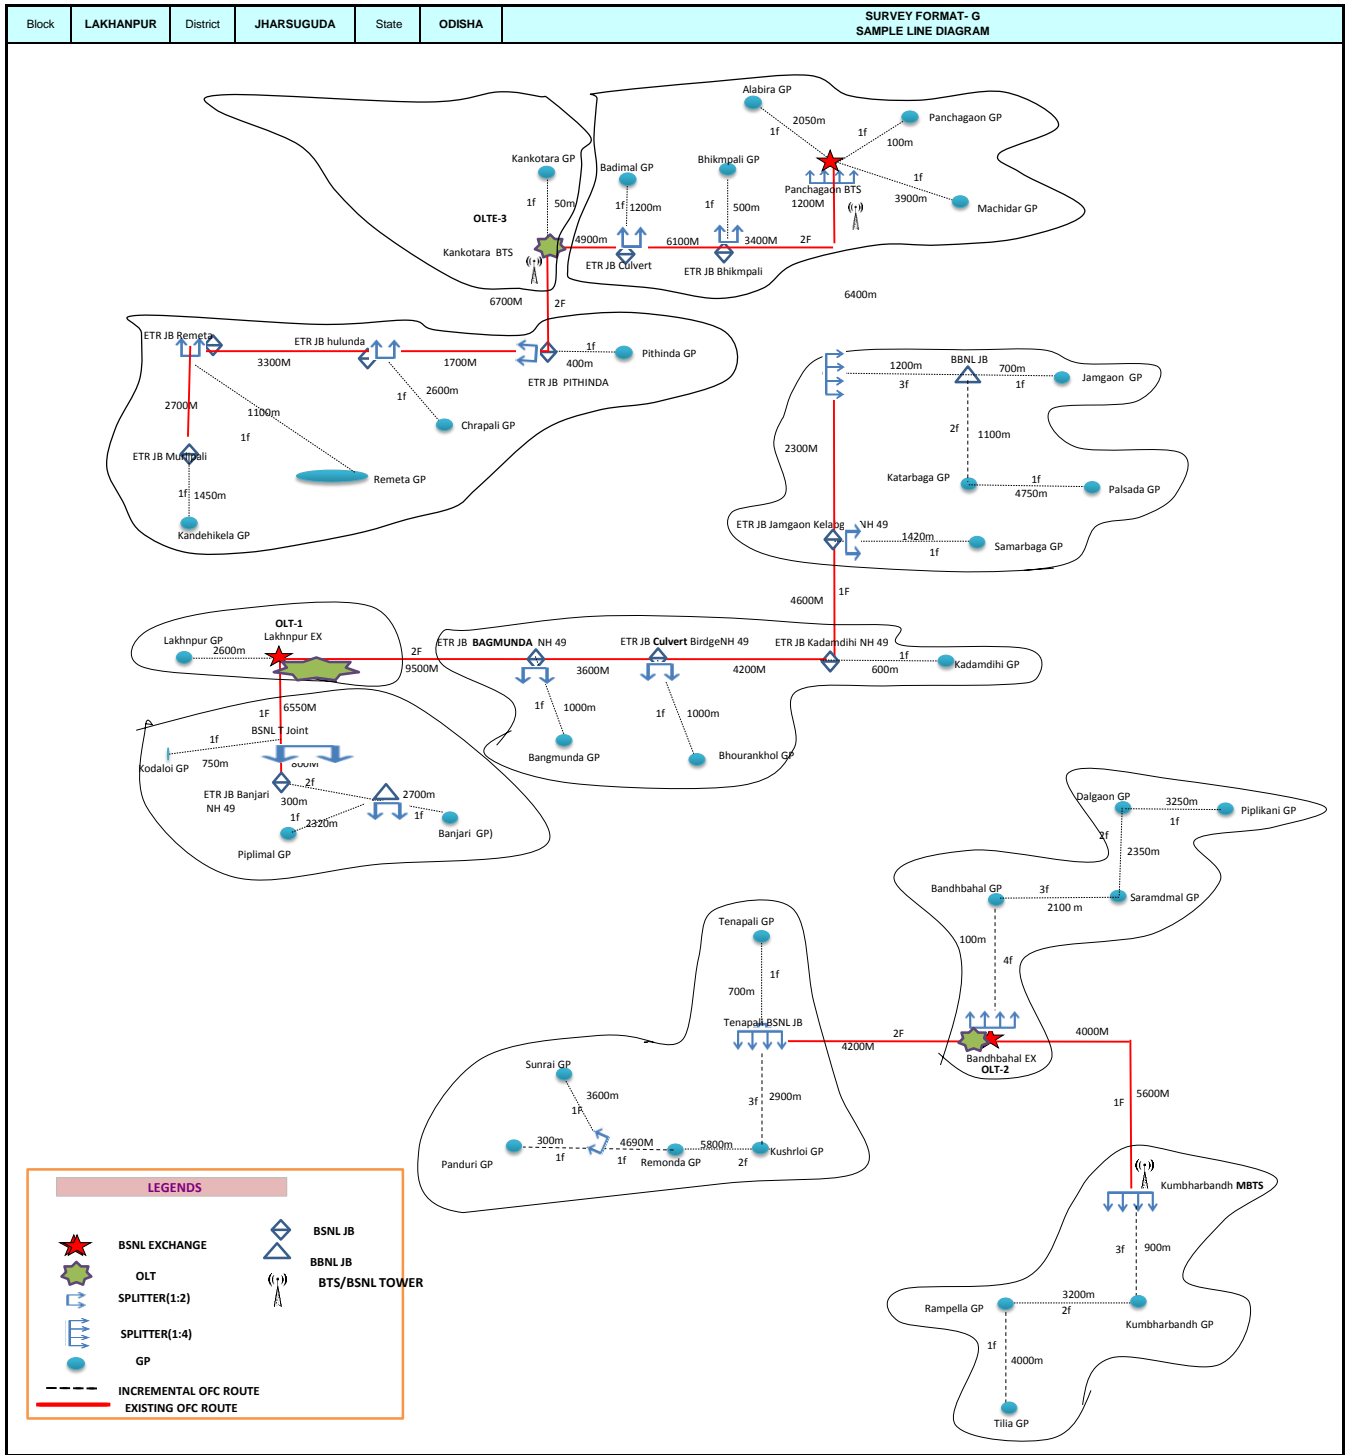 Block LAKHANPUR District JHARSUGUDA State ODISHA
SURVEY FORMAT- G
SAMPLE LINE DIAGRAM
Alabira GP
2050m
1f
Panchagaon GP
1f
100m
Kankotara GP
1f
50m
Badimal GP
1f
1200m
Bhikmpali GP
1f
500m
Panchagaon BTS
1200M
1f
3900m
Machidar GP
OLTE-3
Kankotara BTS
4900m
ETR JB Culvert
6100M
ETR JB Bhikmpali
3400M
2F
6700M
2F
6400m
ETR JB Remeta
3300M
ETR JB hulunda
1700M
1f
400m
Pithinda GP
ETR JB PITHINDA
2700M
1100m
1f
2600m
1f
Chrapali GP
ETR JB Munpali
Remeta GP
1f
1450m
Kandehikela GP
BBNL JB
1200m
3f
700m
1f
Jamgaon GP
2300M
2f
1100m
Katarbaga GP
1f
4750m
Palsada GP
ETR JB Jamgaon Kelabg NH 49
1420m
1f
Samarbaga GP
4600M
1F
OLT-1
Lakhnpur EX
Lakhnpur GP
2600m
2F
9500M
ETR JB BAGMUNDA NH 49
3600M
ETR JB Culvert BirdgeNH 49
4200M
ETR JB Kadamdihi NH 49
1f
600m
Kadamdihi GP
1f
1000m
Bangmunda GP
1f
1000m
Bhourankhol GP
1F
6550M
BSNL T Joint
1f
750m
Kodaloi GP
800M
ETR JB Banjari
NH 49
2f
300m
1f
2320m
Piplimal GP
2700m
1f
Banjari GP)
Dalgaon GP
3250m
1f
Piplikani GP
2f
2350m
Bandhbahal GP
3f
2100 m
Saramdmal GP
100m
4f
Tenapali GP
1f
700m
Tenapali BSNL JB
2F
4200M
Bandhbahal EX
OLT-2
4000M
5600M
1F
Sunrai GP
3600m
1F
3f
2900m
Panduri GP
300m
1f
4690M
1f
Remonda GP
5800m
2f
Kushrloi GP
Kumbharbandh MBTS
3f
900m
Rampella GP
3200m
2f
Kumbharbandh GP
1f
4000m
Tilia GP
LEGENDS
BSNL EXCHANGE
OLT
SPLITTER(1:2)
SPLITTER(1:4)
GP
INCREMENTAL OFC ROUTE
EXISTING OFC ROUTE
BSNL JB
BBNL JB
BTS/BSNL TOWER